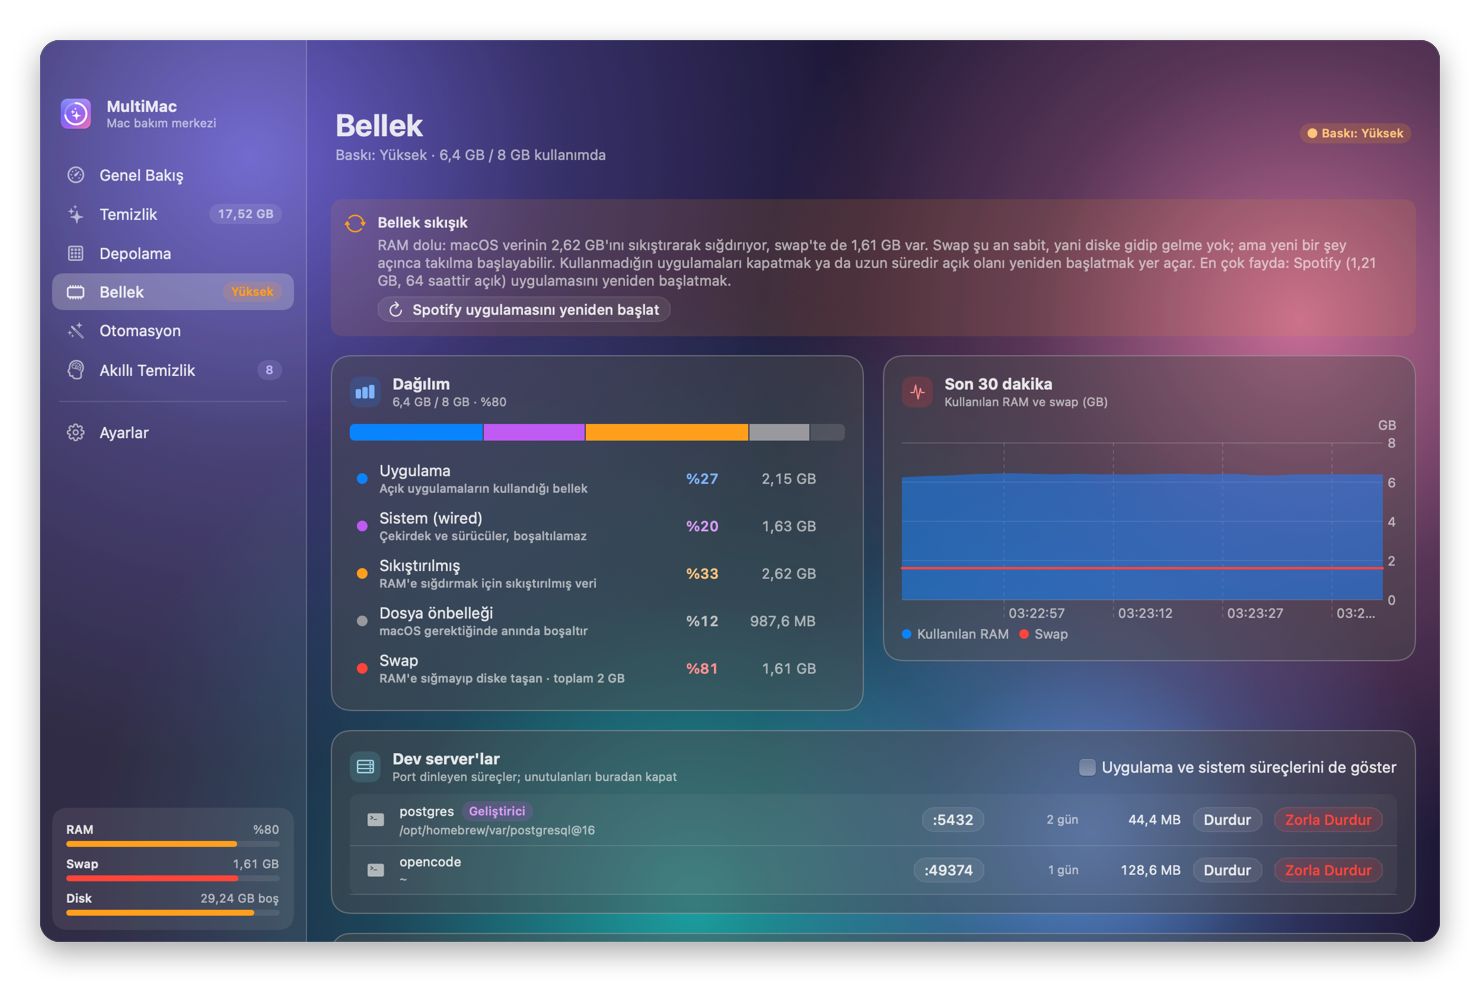 MultiMac
Mac bakım merkezi
Genel Bakış
Temizlik 17,52 GB
Depolama
Bellek Yüksek
Otomasyon
Akıllı Temizlik 8
Ayarlar
RAM %80
Swap 1,61 GB
Disk 29,24 GB boş
Bellek
Baskı: Yüksek · 6,4 GB / 8 GB kullanımda
Baskı: Yüksek
Bellek sıkışık
RAM dolu: macOS verinin 2,62 GB'ını sıkıştırarak sığdırıyor, swap'te de 1,61 GB var. Swap şu an sabit, yani diske gidip gelme yok; ama yeni bir şey
açınca takılma başlayabilir. Kullanmadığın uygulamaları kapatmak ya da uzun süredir açık olanı yeniden başlatmak yer açar. En çok fayda: Spotify (1,21
GB, 64 saattir açık) uygulamasını yeniden başlatmak.
Spotify uygulamasını yeniden başlat
Dağılım
6,4 GB / 8 GB · %80
Uygulama
Açık uygulamaların kullandığı bellek
%27 2,15 GB
Sistem (wired)
Çekirdek ve sürücüler, boşaltılamaz
%20 1,63 GB
Sıkıştırılmış
RAM'e sığdırmak için sıkıştırılmış veri
%33 2,62 GB
Dosya önbelleği
macOS gerektiğinde anında boşaltır
%12 987,6 MB
Swap
RAM'e sığmayıp diske taşan · toplam 2 GB
%81 1,61 GB
Son 30 dakika
Kullanılan RAM ve swap (GB)
GB
8
6
4
2
0
03:22:57 03:23:12 03:23:27 03:2...
Kullanılan RAM Swap
Dev server'lar
Port dinleyen süreçler; unutulanları buradan kapat
Uygulama ve sistem süreçlerini de göster
postgres Geliştirici
/opt/homebrew/var/postgresql@16
:5432 2 gün 44,4 MB Durdur Zorla Durdur
opencode
~
:49374 1 gün 128,6 MB Durdur Zorla Durdur